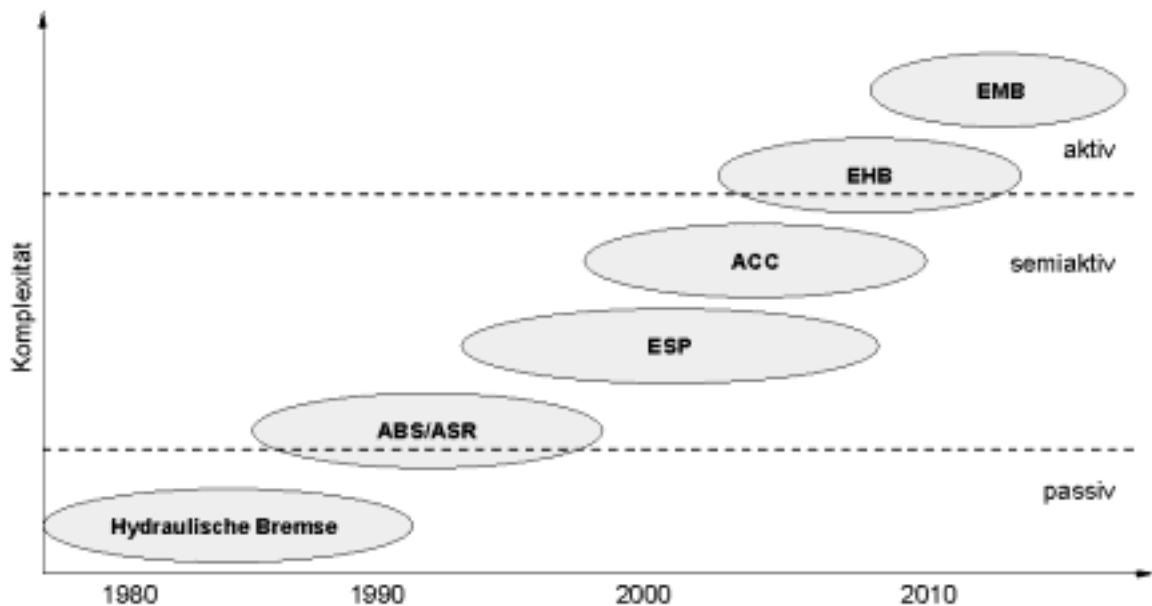 EMB
aktiv
EHB
ACC
semiaktiv
Komplexität
ESP
ABS/ASR
passiv
Hydraulische Bremse
1980 1990 2000 2010